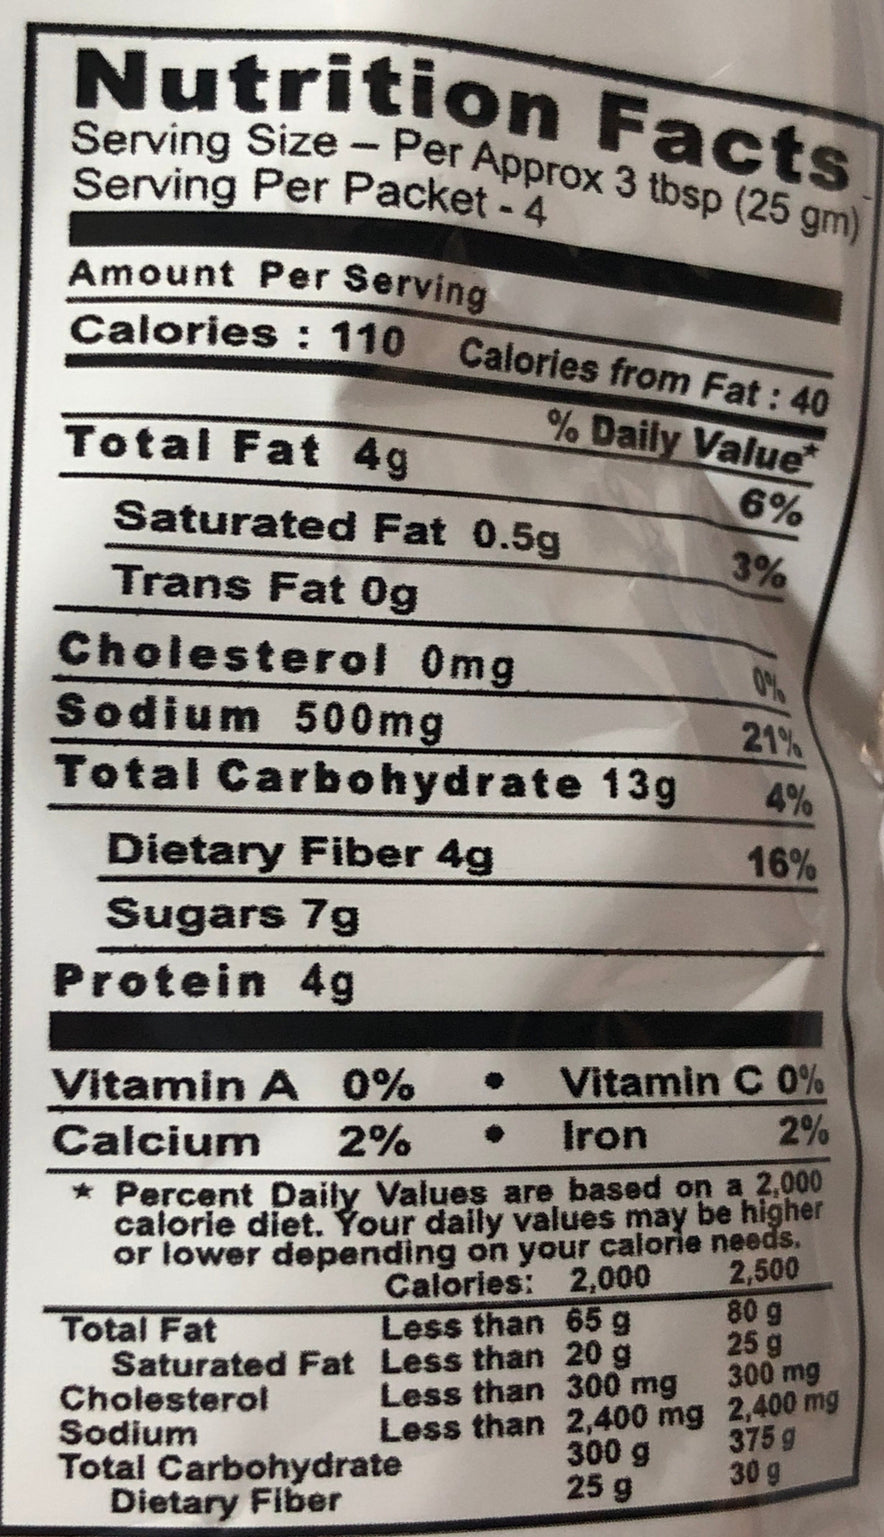 Nutrition Facts
Serving Size – Per Approx 3 tbsp (25 gm)
Serving Per Packet - 4
Amount Per Serving
Calories : 110 Calories from Fat : 40
% Daily Value*
Total Fat 4g 6%
Saturated Fat 0.5g 3%
Trans Fat 0g
Cholesterol 0mg 0%
Sodium 500mg 21%
Total Carbohydrate 13g 4%
Dietary Fiber 4g 16%
Sugars 7g
Protein 4g
Vitamin A 0% • Vitamin C 0%
Calcium 2% • Iron 2%
* Percent Daily Values are based on a 2,000
calorie diet. Your daily values may be higher
or lower depending on your calorie needs.
Calories: 2,000 2,500
Total Fat Less than 65 g 80 g
Saturated Fat Less than 20 g 25 g
Cholesterol Less than 300 mg 300 mg
Sodium Less than 2,400 mg 2,400 mg
Total Carbohydrate 300 g 375 g
Dietary Fiber 25 g 30 g